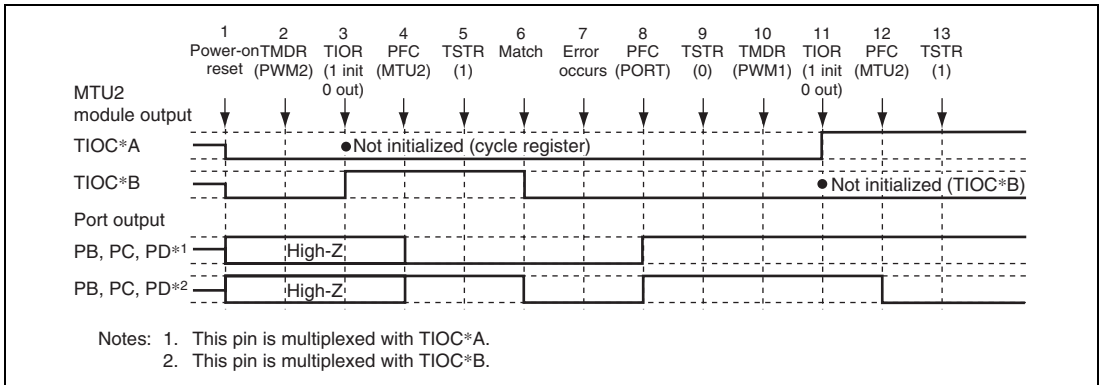 1 2 3 4 5 6 7 8 9 10 11 12 13
Power-on TMDR TIOR PFC TSTR Match Error PFC TSTR TMDR TIOR PFC TSTR
reset (PWM2) (1 init (MTU2) (1) occurs (PORT) (0) (PWM1) (1 init (MTU2) (1)
0 out) 0 out)
MTU2
module output
TIOC*A ●Not initialized (cycle register)
TIOC*B ● Not initialized (TIOC*B)
Port output
PB, PC, PD*1 High-Z
PB, PC, PD*2 High-Z
Notes: 1. This pin is multiplexed with TIOC*A.
2. This pin is multiplexed with TIOC*B.